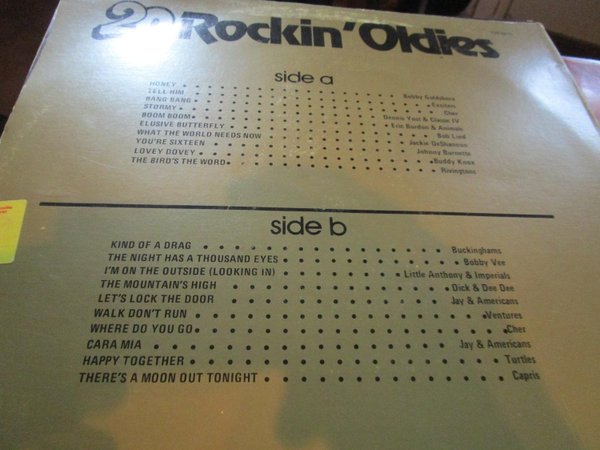 20 Rockin' Oldies
side a
HONEY Bobby Goldsboro
TELL HIM Exciters
BANG BANG Cher
STORMY Dennis Yost & Classic IV
BOOM BOOM Eric Burdon & Animals
ELUSIVE BUTTERFLY Bob Lind
WHAT THE WORLD NEEDS NOW Jackie DeShannon
YOU'RE SIXTEEN Johnny Burnette
LOVEY DOVEY Buddy Knox
THE BIRD'S THE WORD Rivingtons
side b
KIND OF A DRAG Buckinghams
THE NIGHT HAS A THOUSAND EYES Bobby Vee
I'M ON THE OUTSIDE (LOOKING IN) Little Anthony & Imperials
THE MOUNTAIN'S HIGH Dick & Dee Dee
LET'S LOCK THE DOOR Jay & Americans
WALK DON'T RUN Ventures
WHERE DO YOU GO Cher
CARA MIA Jay & Americans
HAPPY TOGETHER Turtles
THERE'S A MOON OUT TONIGHT Capris